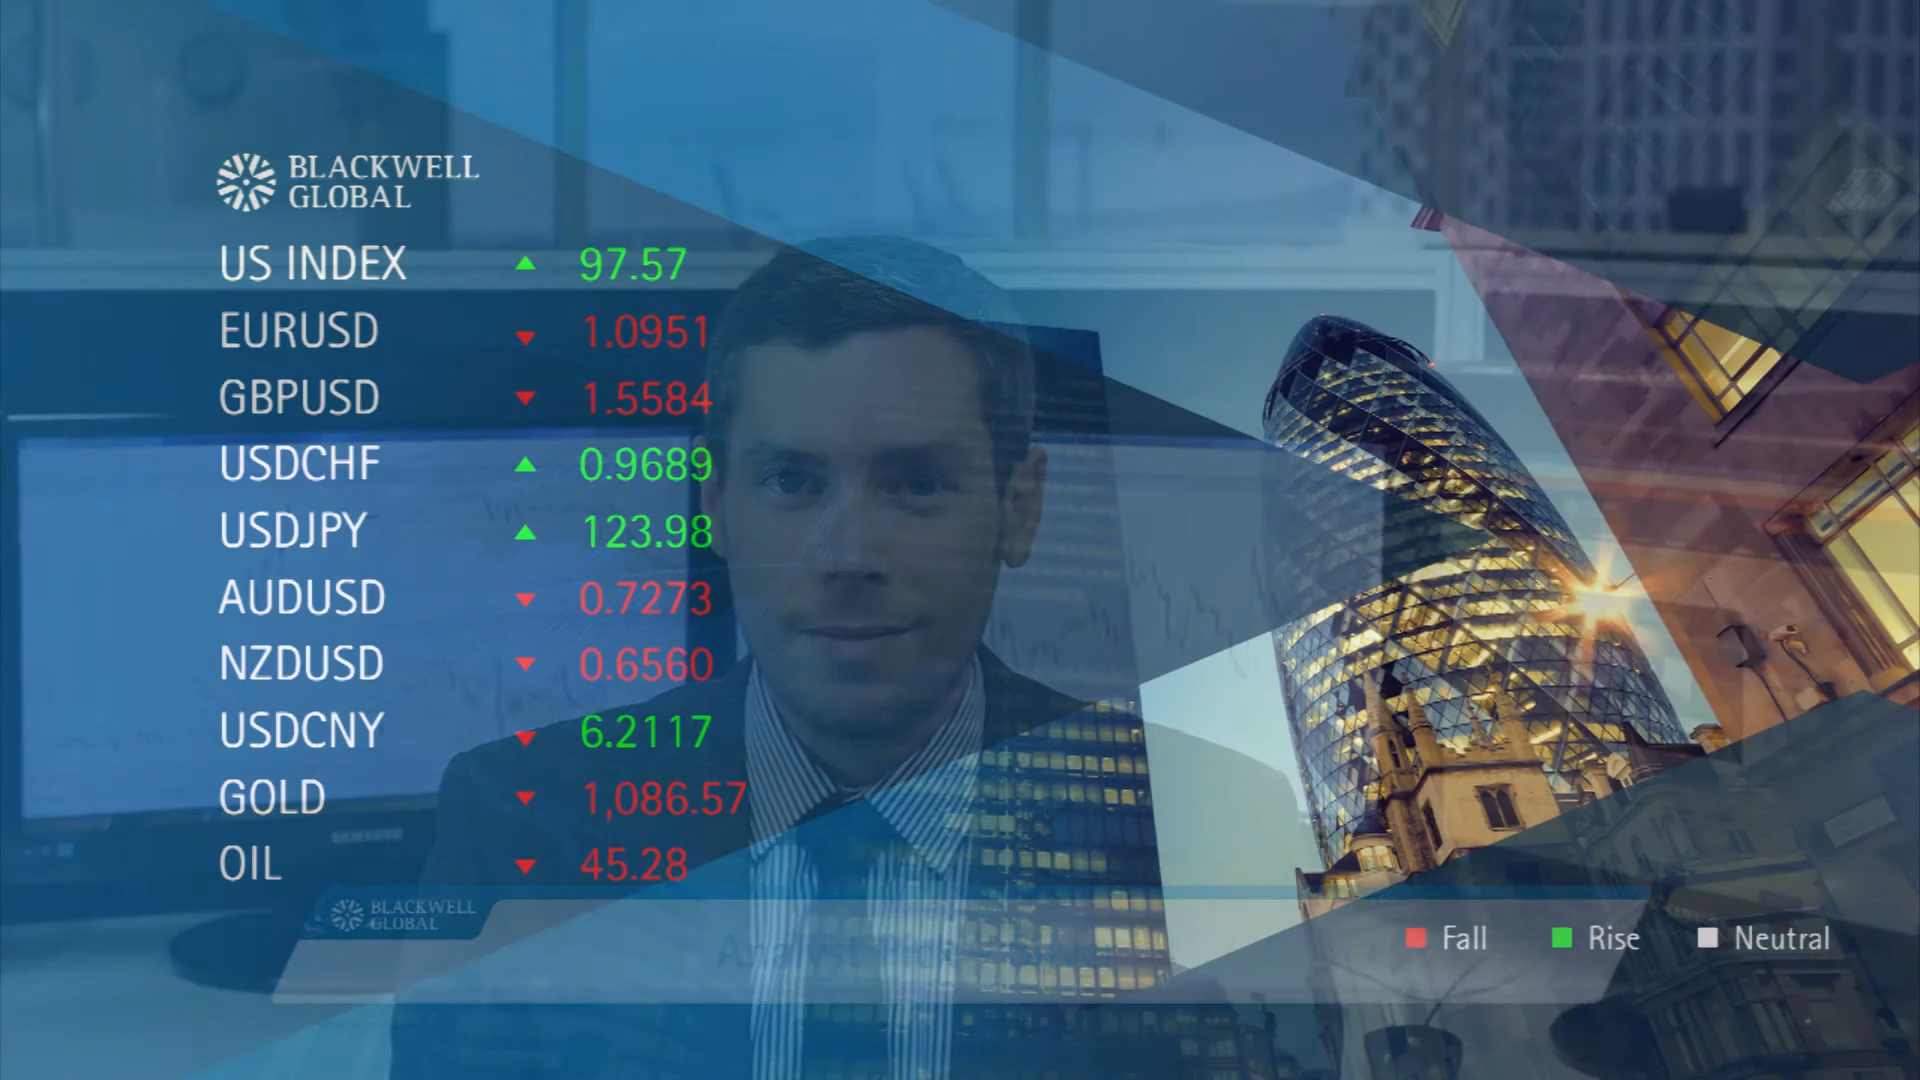 BLACKWELL
GLOBAL
US INDEX ▲ 97.57
EURUSD ▼ 1.0951
GBPUSD ▼ 1.5584
USDCHF ▲ 0.9689
USDJPY ▲ 123.98
AUDUSD ▼ 0.7273
NZDUSD ▼ 0.6560
USDCNY ▼ 6.2117
GOLD ▼ 1,086.57
OIL ▼ 45.28
BLACKWELL
GLOBAL
Fall Rise Neutral